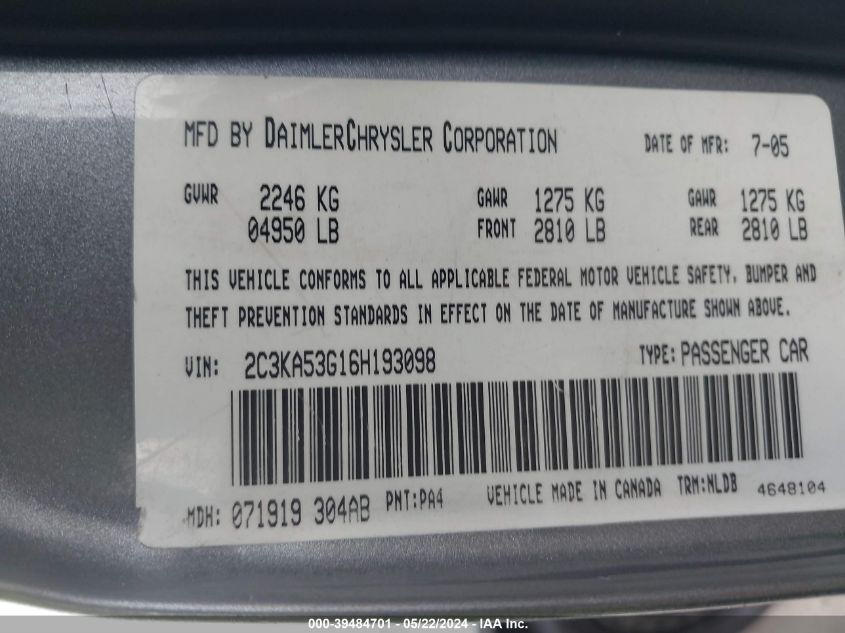 MFD BY DAIMLERCHRYSLER CORPORATION DATE OF MFR: 7-05
GVWR 2246 KG GAWR 1275 KG GAWR 1275 KG
04950 LB FRONT 2810 LB REAR 2810 LB
THIS VEHICLE CONFORMS TO ALL APPLICABLE FEDERAL MOTOR VEHICLE SAFETY, BUMPER AND
THEFT PREVENTION STANDARDS IN EFFECT ON THE DATE OF MANUFACTURE SHOWN ABOVE.
VIN: 2C3KA53G16H193098 TYPE: PASSENGER CAR
MDH: 071919 304AB PNT:PA4 VEHICLE MADE IN CANADA TRM:NLDB 4648104
000-39484701 - 05/22/2024 - IAA Inc.